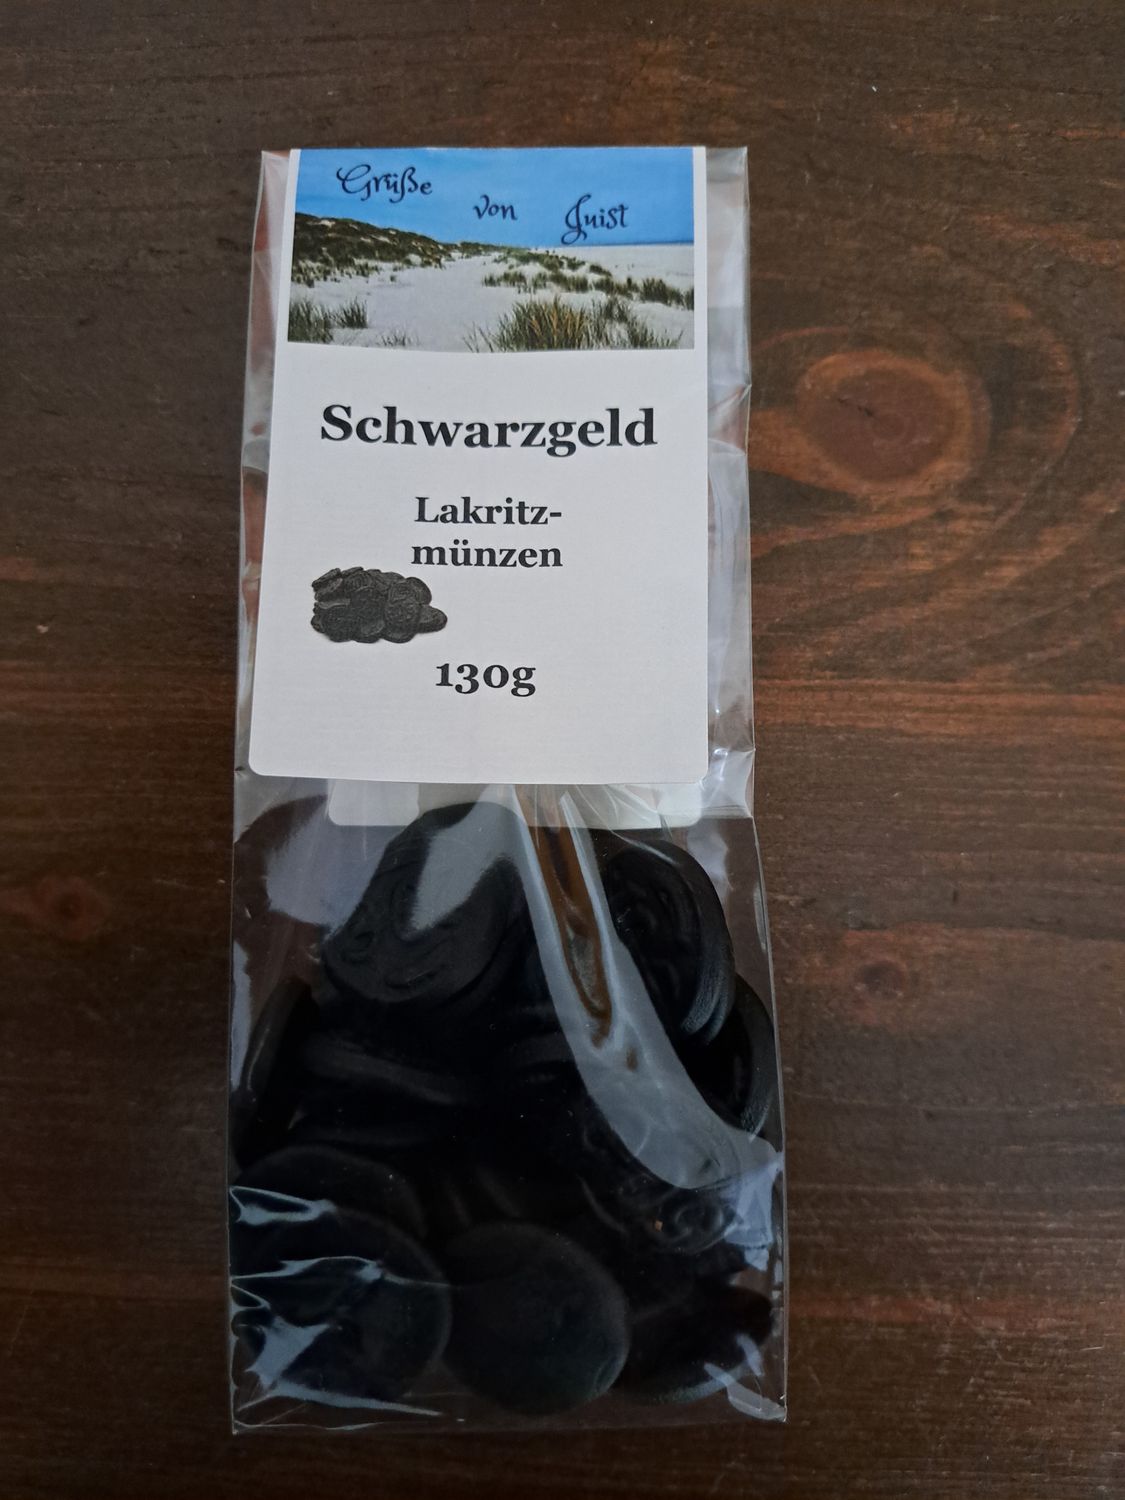 Grüße von Juist
Schwarzgeld
Lakritz-
münzen
130g